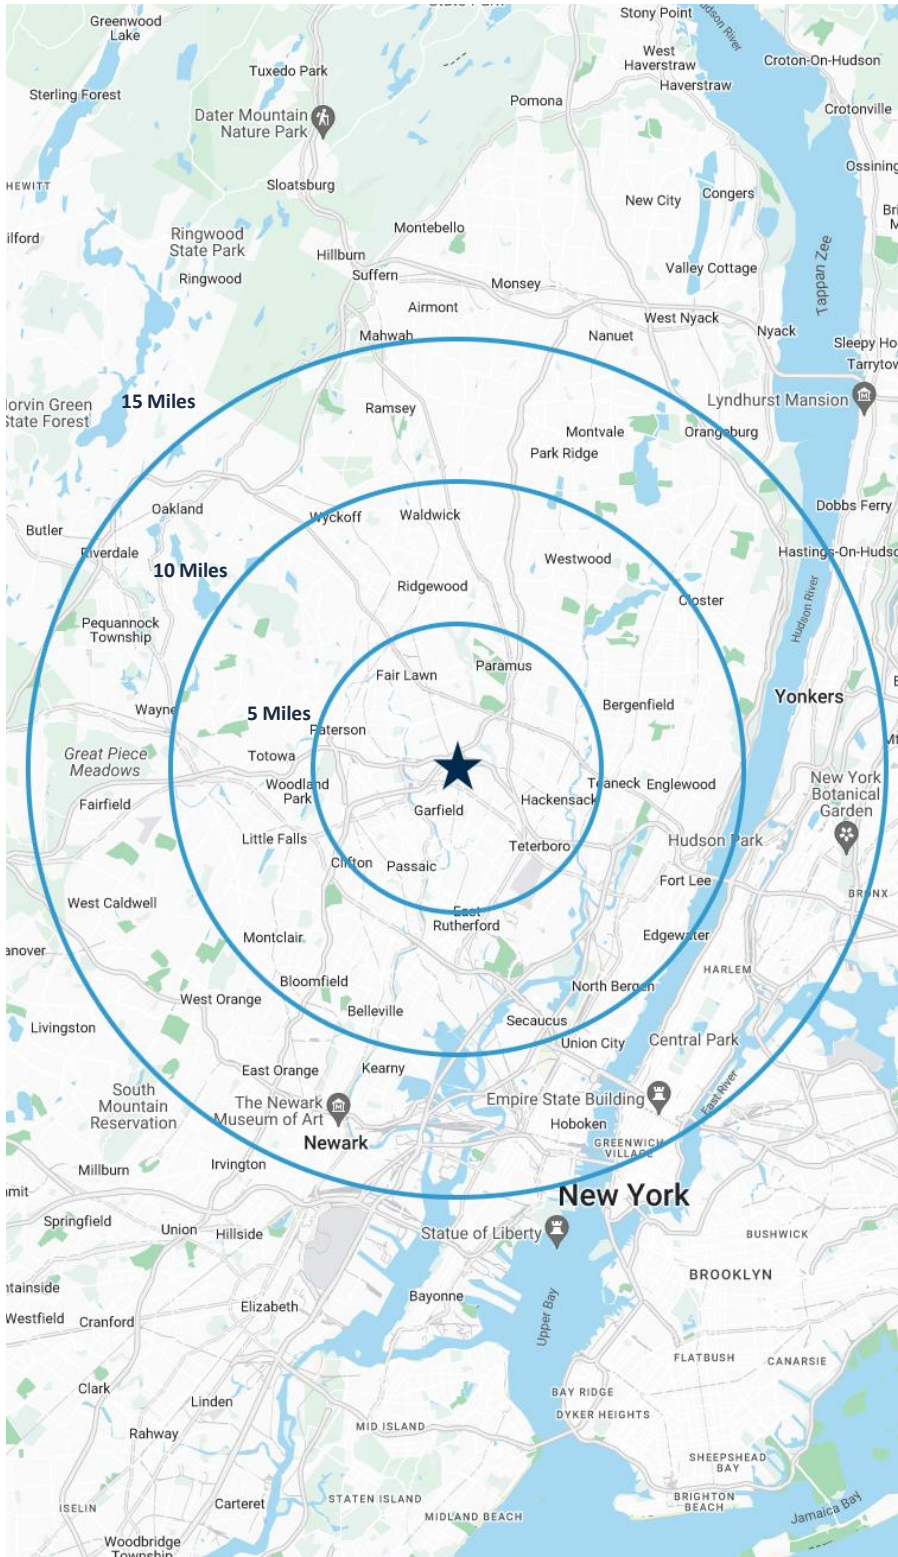 Greenwood
Lake
Stony Point
Hudson River
West
Haverstraw
Croton-On-Hudson
Tuxedo Park
Sterling Forest
Haverstraw
Pomona
Crotonville
Dater Mountain
Nature Park
Ossining
HEWITT
Sloatsburg
New City
Congers
Ringwood
State Park
Montebello
Hillburn
Valley Cottage
Tappan Zee
Ringwood
Suffern
Monsey
Airmont
West Nyack
Mahwah
Nanuet
Nyack
Sleepy Ho
Tarrytow
15 Miles
Lyndhurst Mansion
orvin Green
State Forest
Ramsey
Montvale
Orangeburg
Park Ridge
Oakland
Wyckoff
Waldwick
Dobbs Ferry
Butler
Riverdale
Westwood
Hastings-On-Hudso
10 Miles
Ridgewood
Closter
Hudson River
Pequannock
Township
Paramus
Fair Lawn
Yonkers
Wayne
5 Miles
Bergenfield
Paterson
Great Piece
Meadows
Totowa
Woodland
Park
Teaneck
Englewood
New York
Botanical
Garden
Fairfield
Hackensack
Garfield
Little Falls
Teterboro
Hudson Park
Clifton
Passaic
Fort Lee
BRONX
West Caldwell
East
Rutherford
Montclair
Edgewater
anover
HARLEM
Bloomfield
North Bergen
West Orange
Belleville
Livingston
Secaucus
Union City
Central Park
East Orange
Kearny
South
Mountain
Reservation
The Newark
Museum of Art
Empire State Building
East River
Hoboken
Newark
GREENWICH
VILLAGE
Millburn
Irvington
mit
New York
Springfield
Union
Hillside
Statue of Liberty
BUSHWICK
BROOKLYN
ntainside
Bayonne
Elizabeth
Upper Bay
Westfield
Cranford
FLATBUSH
CANARSIE
Clark
Linden
BAY RIDGE
DYKER HEIGHTS
Rahway
MID ISLAND
SHEEPSHEAD
BAY
BRIGHTON
BEACH
ISELIN
Carteret
STATEN ISLAND
MIDLAND BEACH
Jamaica Bay
Woodbridge
Township